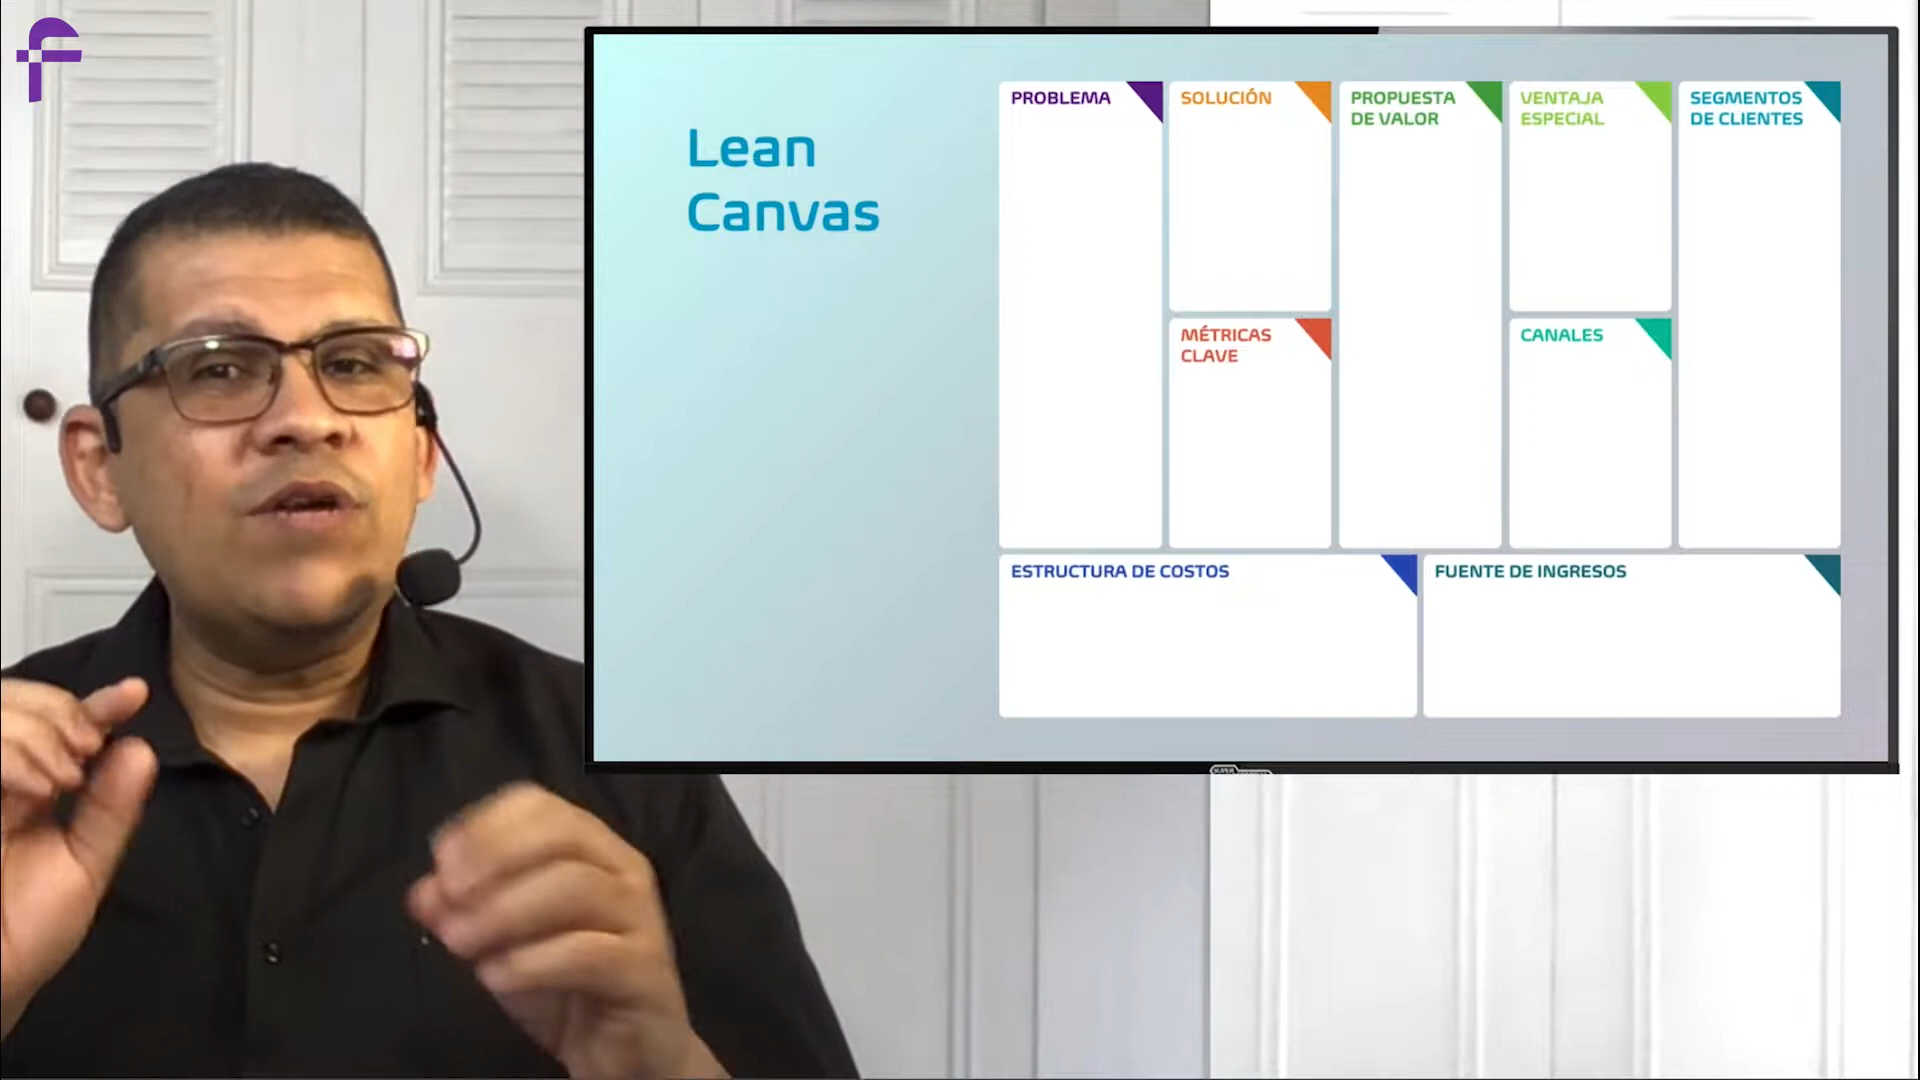 Lean
Canvas
PROBLEMA
SOLUCIÓN
PROPUESTA
DE VALOR
VENTAJA
ESPECIAL
SEGMENTOS
DE CLIENTES
MÉTRICAS
CLAVE
CANALES
ESTRUCTURA DE COSTOS
FUENTE DE INGRESOS